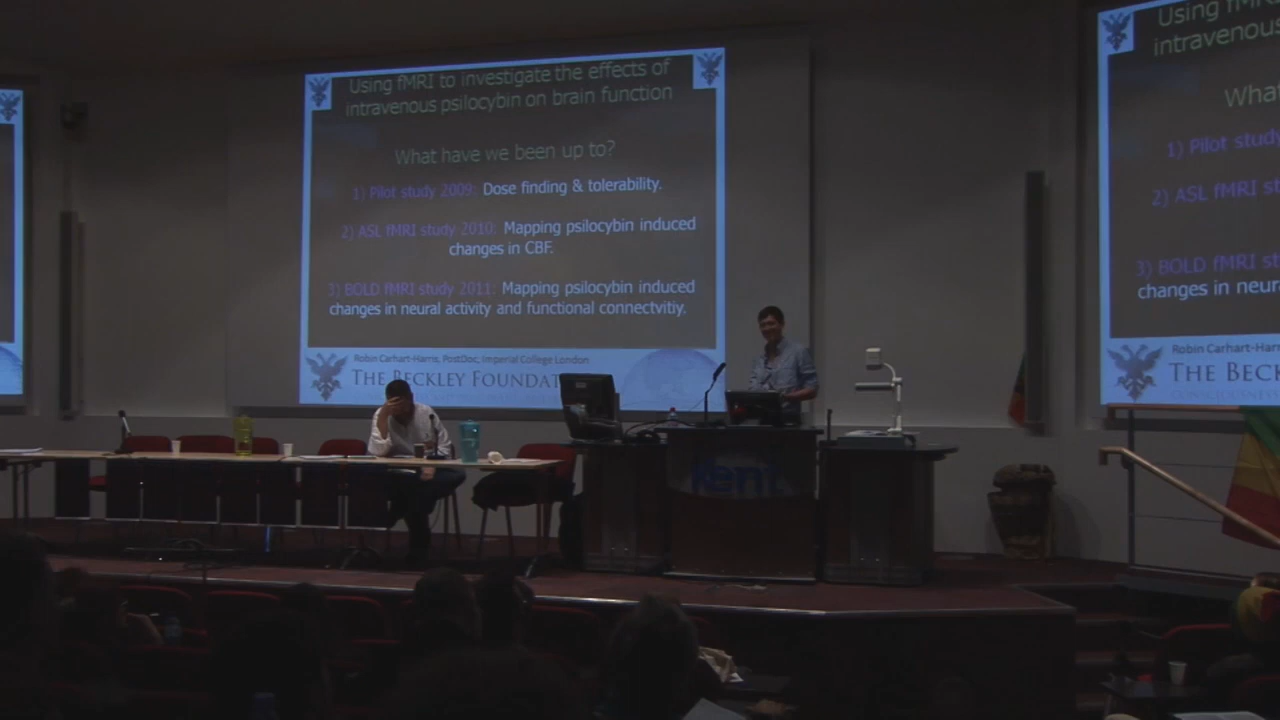 Using fMRI to investigate the effects of
intravenous psilocybin on brain function
What have we been up to?
1) Pilot study 2009: Dose finding & tolerability.
2) ASL fMRI study 2010: Mapping psilocybin induced
changes in CBF.
3) BOLD fMRI study 2011: Mapping psilocybin induced
changes in neural activity and functional connectvitiy.
Robin Carhart-Harris, PostDoc, Imperial College London
THE BECKLEY FOUNDAT
Kent
Using fMRI
intravenous
What
1) Pilot study
2) ASL fMRI st
3) BOLD fMRI st
changes in neur
Robin Carhart-Harr
THE BECK